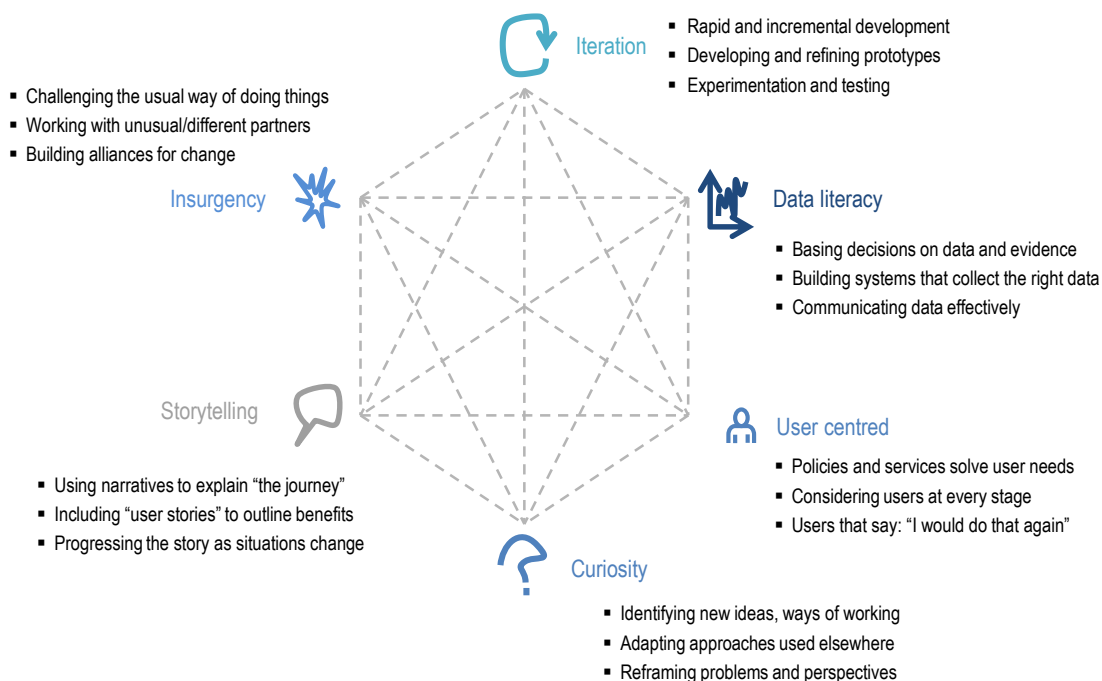 Iteration
▪ Rapid and incremental development
▪ Developing and refining prototypes
▪ Experimentation and testing
▪ Challenging the usual way of doing things
▪ Working with unusual/different partners
▪ Building alliances for change
Insurgency
Data literacy
▪ Basing decisions on data and evidence
▪ Building systems that collect the right data
▪ Communicating data effectively
Storytelling
▪ Using narratives to explain “the journey”
▪ Including “user stories” to outline benefits
▪ Progressing the story as situations change
User centred
▪ Policies and services solve user needs
▪ Considering users at every stage
▪ Users that say: “I would do that again”
Curiosity
▪ Identifying new ideas, ways of working
▪ Adapting approaches used elsewhere
▪ Reframing problems and perspectives